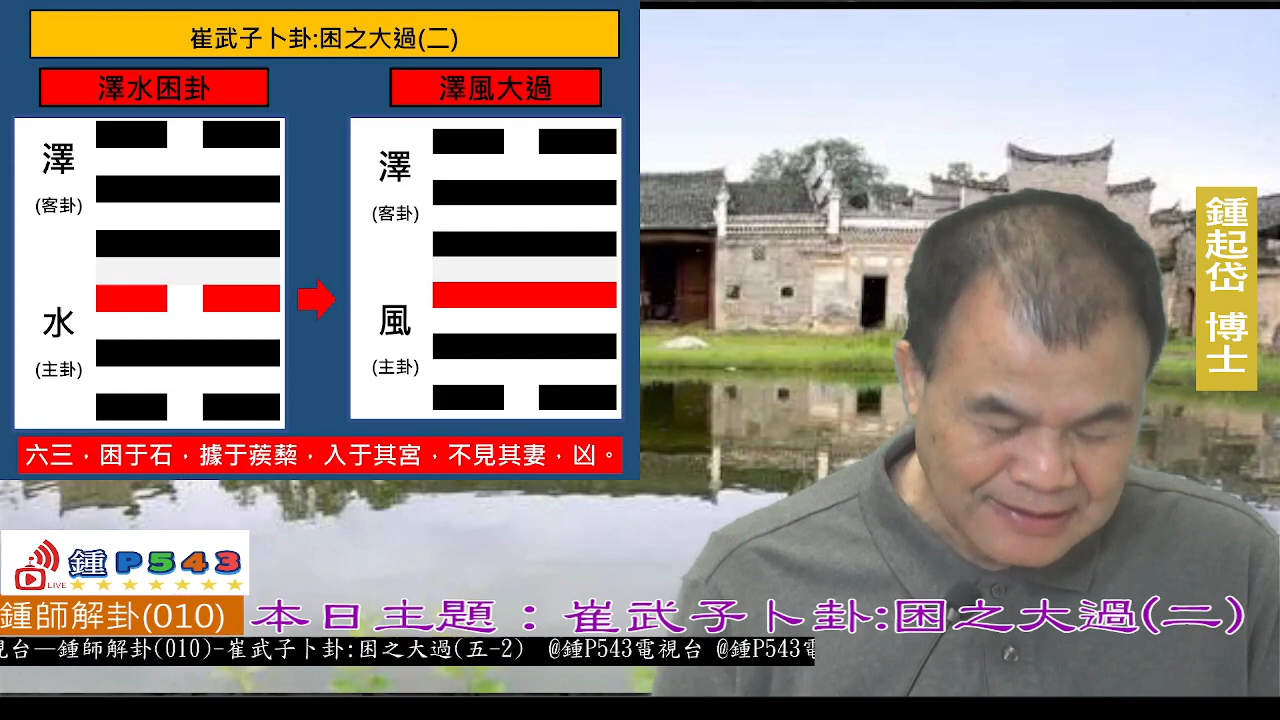 崔武子卜卦:困之大過(二)
澤水困卦
澤風大過
澤
(客卦)
水
(主卦)
澤
(客卦)
風
(主卦)
六三，困于石，據于蒺藜，入于其宮，不見其妻，凶。
鍾起岱 博士
LIVE
鍾P543
鍾師解卦(010)
本日主題：崔武子卜卦:困之大過(二)
視台—鍾師解卦(010)-崔武子卜卦:困之大過(五-2) @鍾P543電視台 @鍾P543電